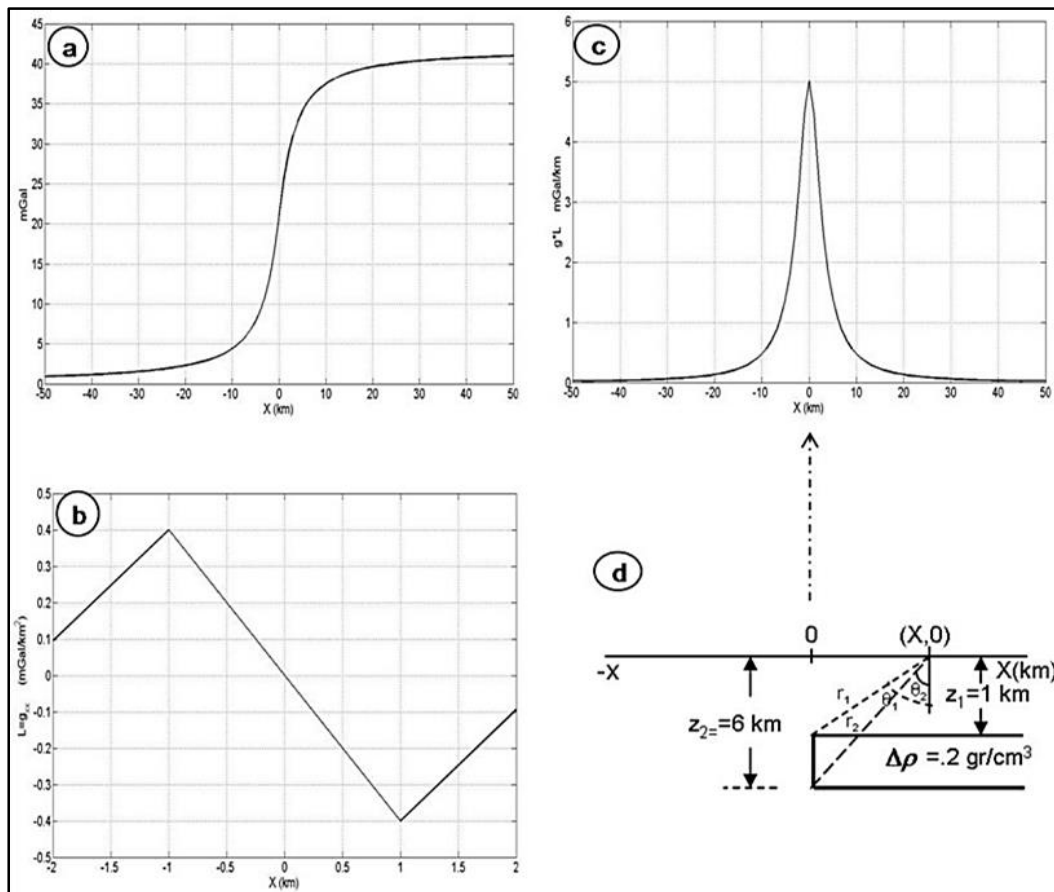 a
45
40
35
30
25
20
15
10
5
0
mGal
-50 -40 -30 -20 -10 0 10 20 30 40 50
X (km)
c
6
5
4
3
2
1
0
g*L mGal/km
-50 -40 -30 -20 -10 0 10 20 30 40 50
X (km)
b
0.5
0.4
0.3
0.2
0.1
0
-0.1
-0.2
-0.3
-0.4
-0.5
L=gxx (mGal/km²)
-2 -1.5 -1 -0.5 0 0.5 1 1.5 2
X (km)
d
0 (X,0)
-X X(km)
r1 θ1 θ2 z1=1 km
z2=6 km r2
Δρ =.2 gr/cm³